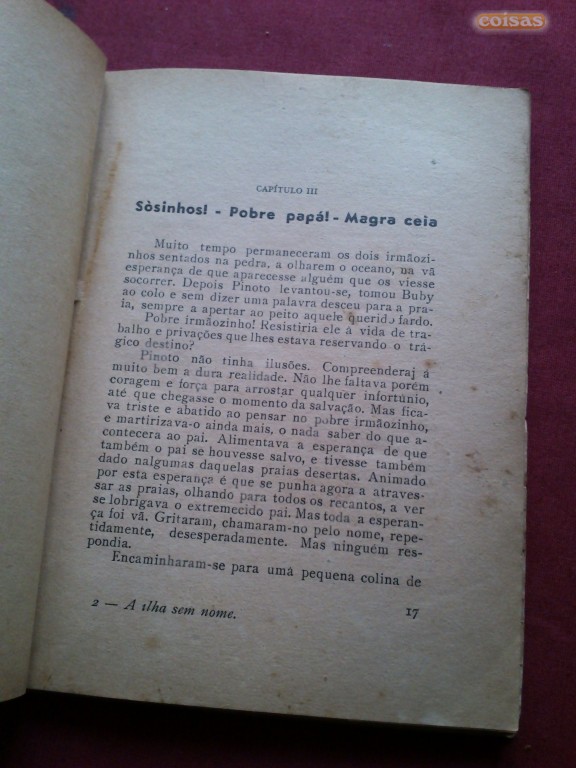 coisas
CAPÍTULO III
Sòsinhos! - Pobre papá! - Magra ceia
Muito tempo permaneceram os dois irmãozi-
nhos sentados na pedra, a olharem o oceano, na vã
esperança de que aparecesse alguém que os viesse
socorrer. Depois Pinoto levantou-se, tomou Buby
ao colo e sem dizer uma palavra desceu para a pra-
ia, sempre a apertar ao peito aquele querido fardo.
Pobre irmãozinho! Resistiria ele à vida de tra-
balho e privações que lhes estava reservando o trá-
gico destino?
Pinoto não tinha ilusões. Compreenderaj á
muito bem a dura realidade. Não lhe faltava porém
coragem e força para arrostar qualquer infortúnio,
até que chegasse o momento da salvação. Mas fica-
va triste e abatido ao pensar no pobre irmãozinho,
e martirizava-o ainda mais, o nada saber do que a-
contecera ao pai. Alimentava a esperança de que
também o pai se houvesse salvo, e tivesse também
dado nalgumas daquelas praias desertas. Animado
por esta esperança é que se punha agora a atraves-
sar as praias, olhando para todos os recantos, a ver
se lobrigava o extremecido pai. Mas toda a esperan-
ça foi vã. Gritaram, chamaram-no pelo nome, repe-
tidamente, desesperadamente. Mas ninguém res-
pondia.
Encaminharam-se para uma pequena colina de
2 — A ilha sem nome.
17